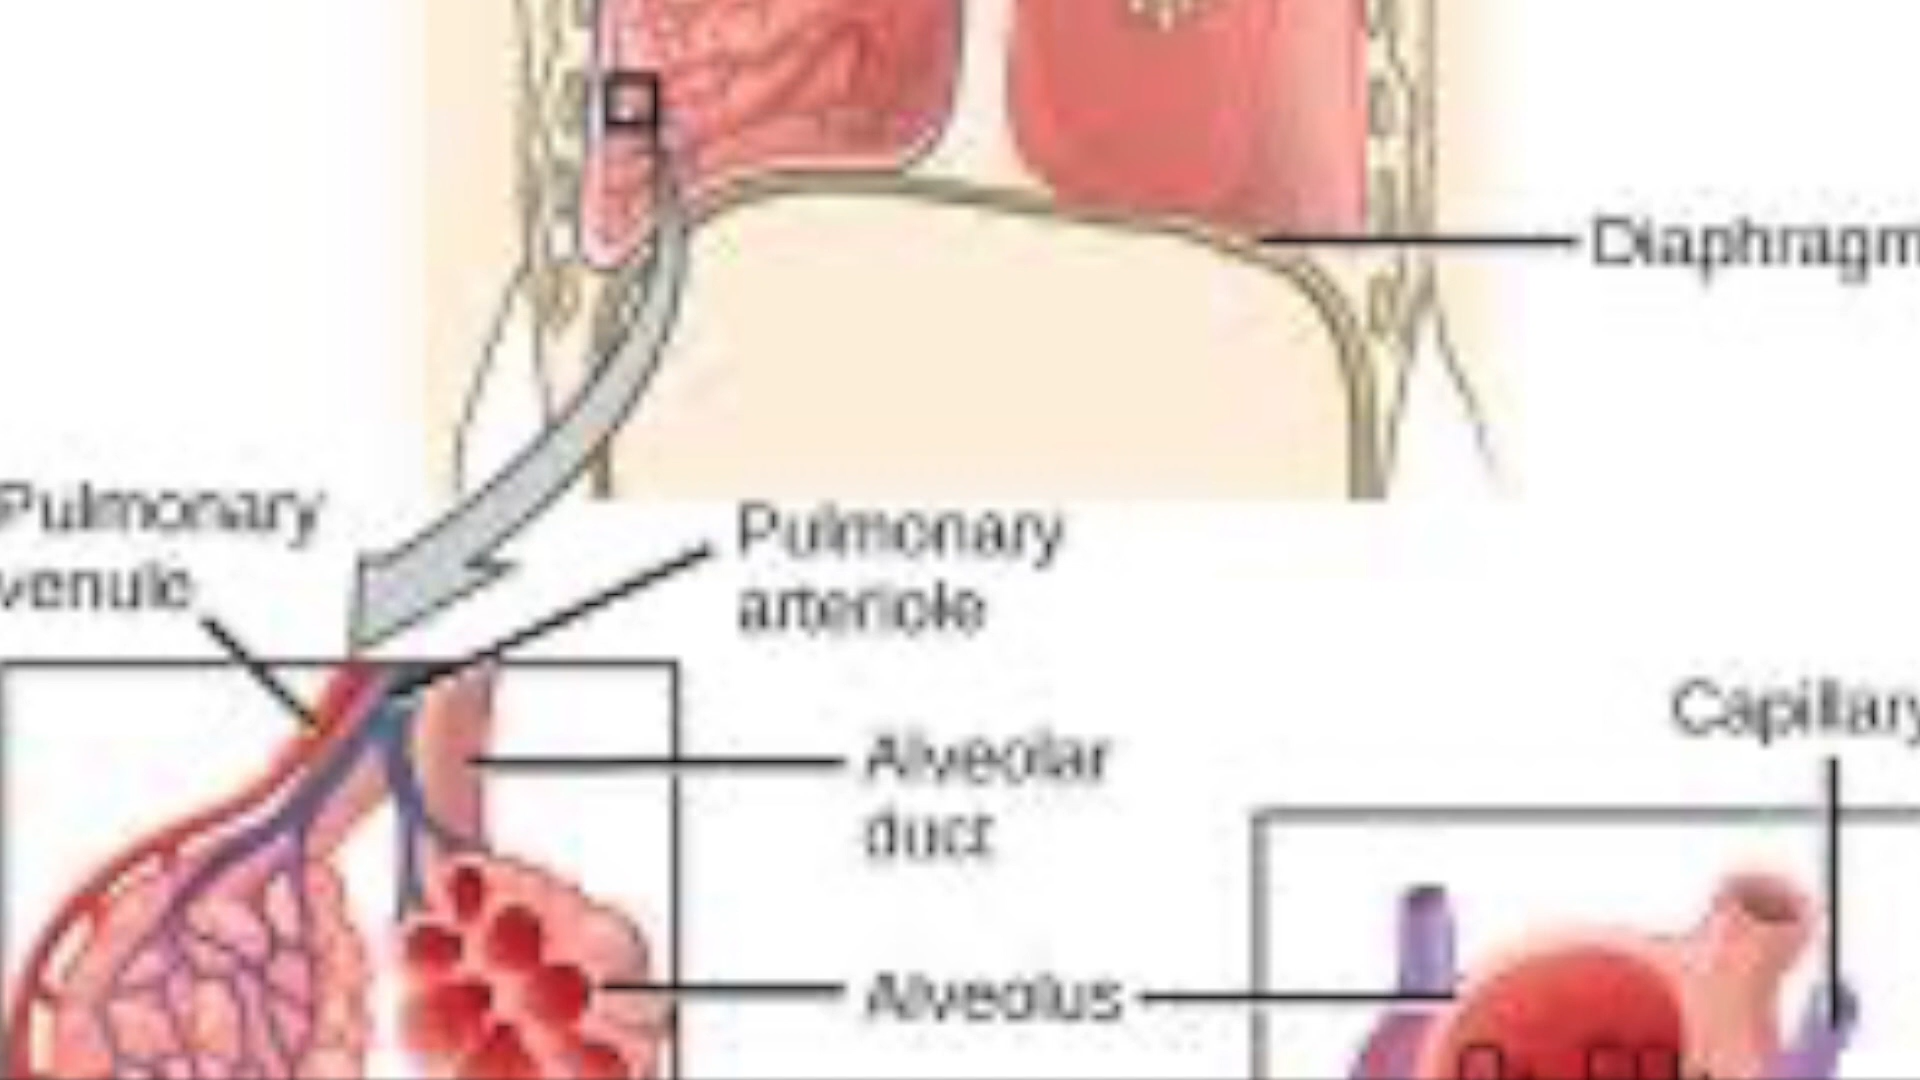 Diaphragm
Pulmonary
venule
Pulmonary
arteriole
Capillary
Alveolar
duct
Alveolus